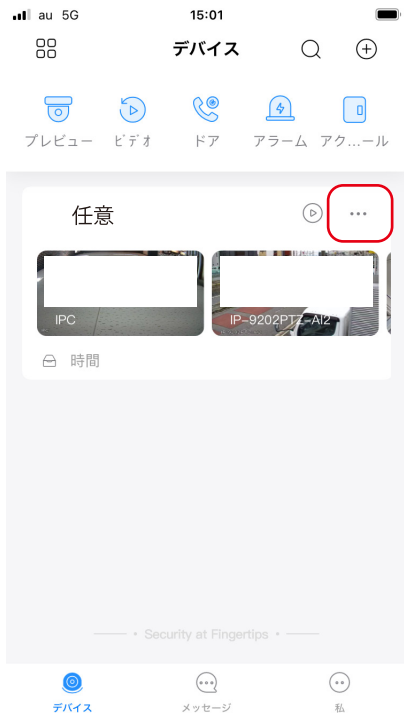 au 5G 15:01
デバイス
プレビュー ビデオ ドア アラーム アク...ール
任意
IPC IP-9202PTZ-AI2
時間
Security at Fingertips
デバイス メッセージ 私